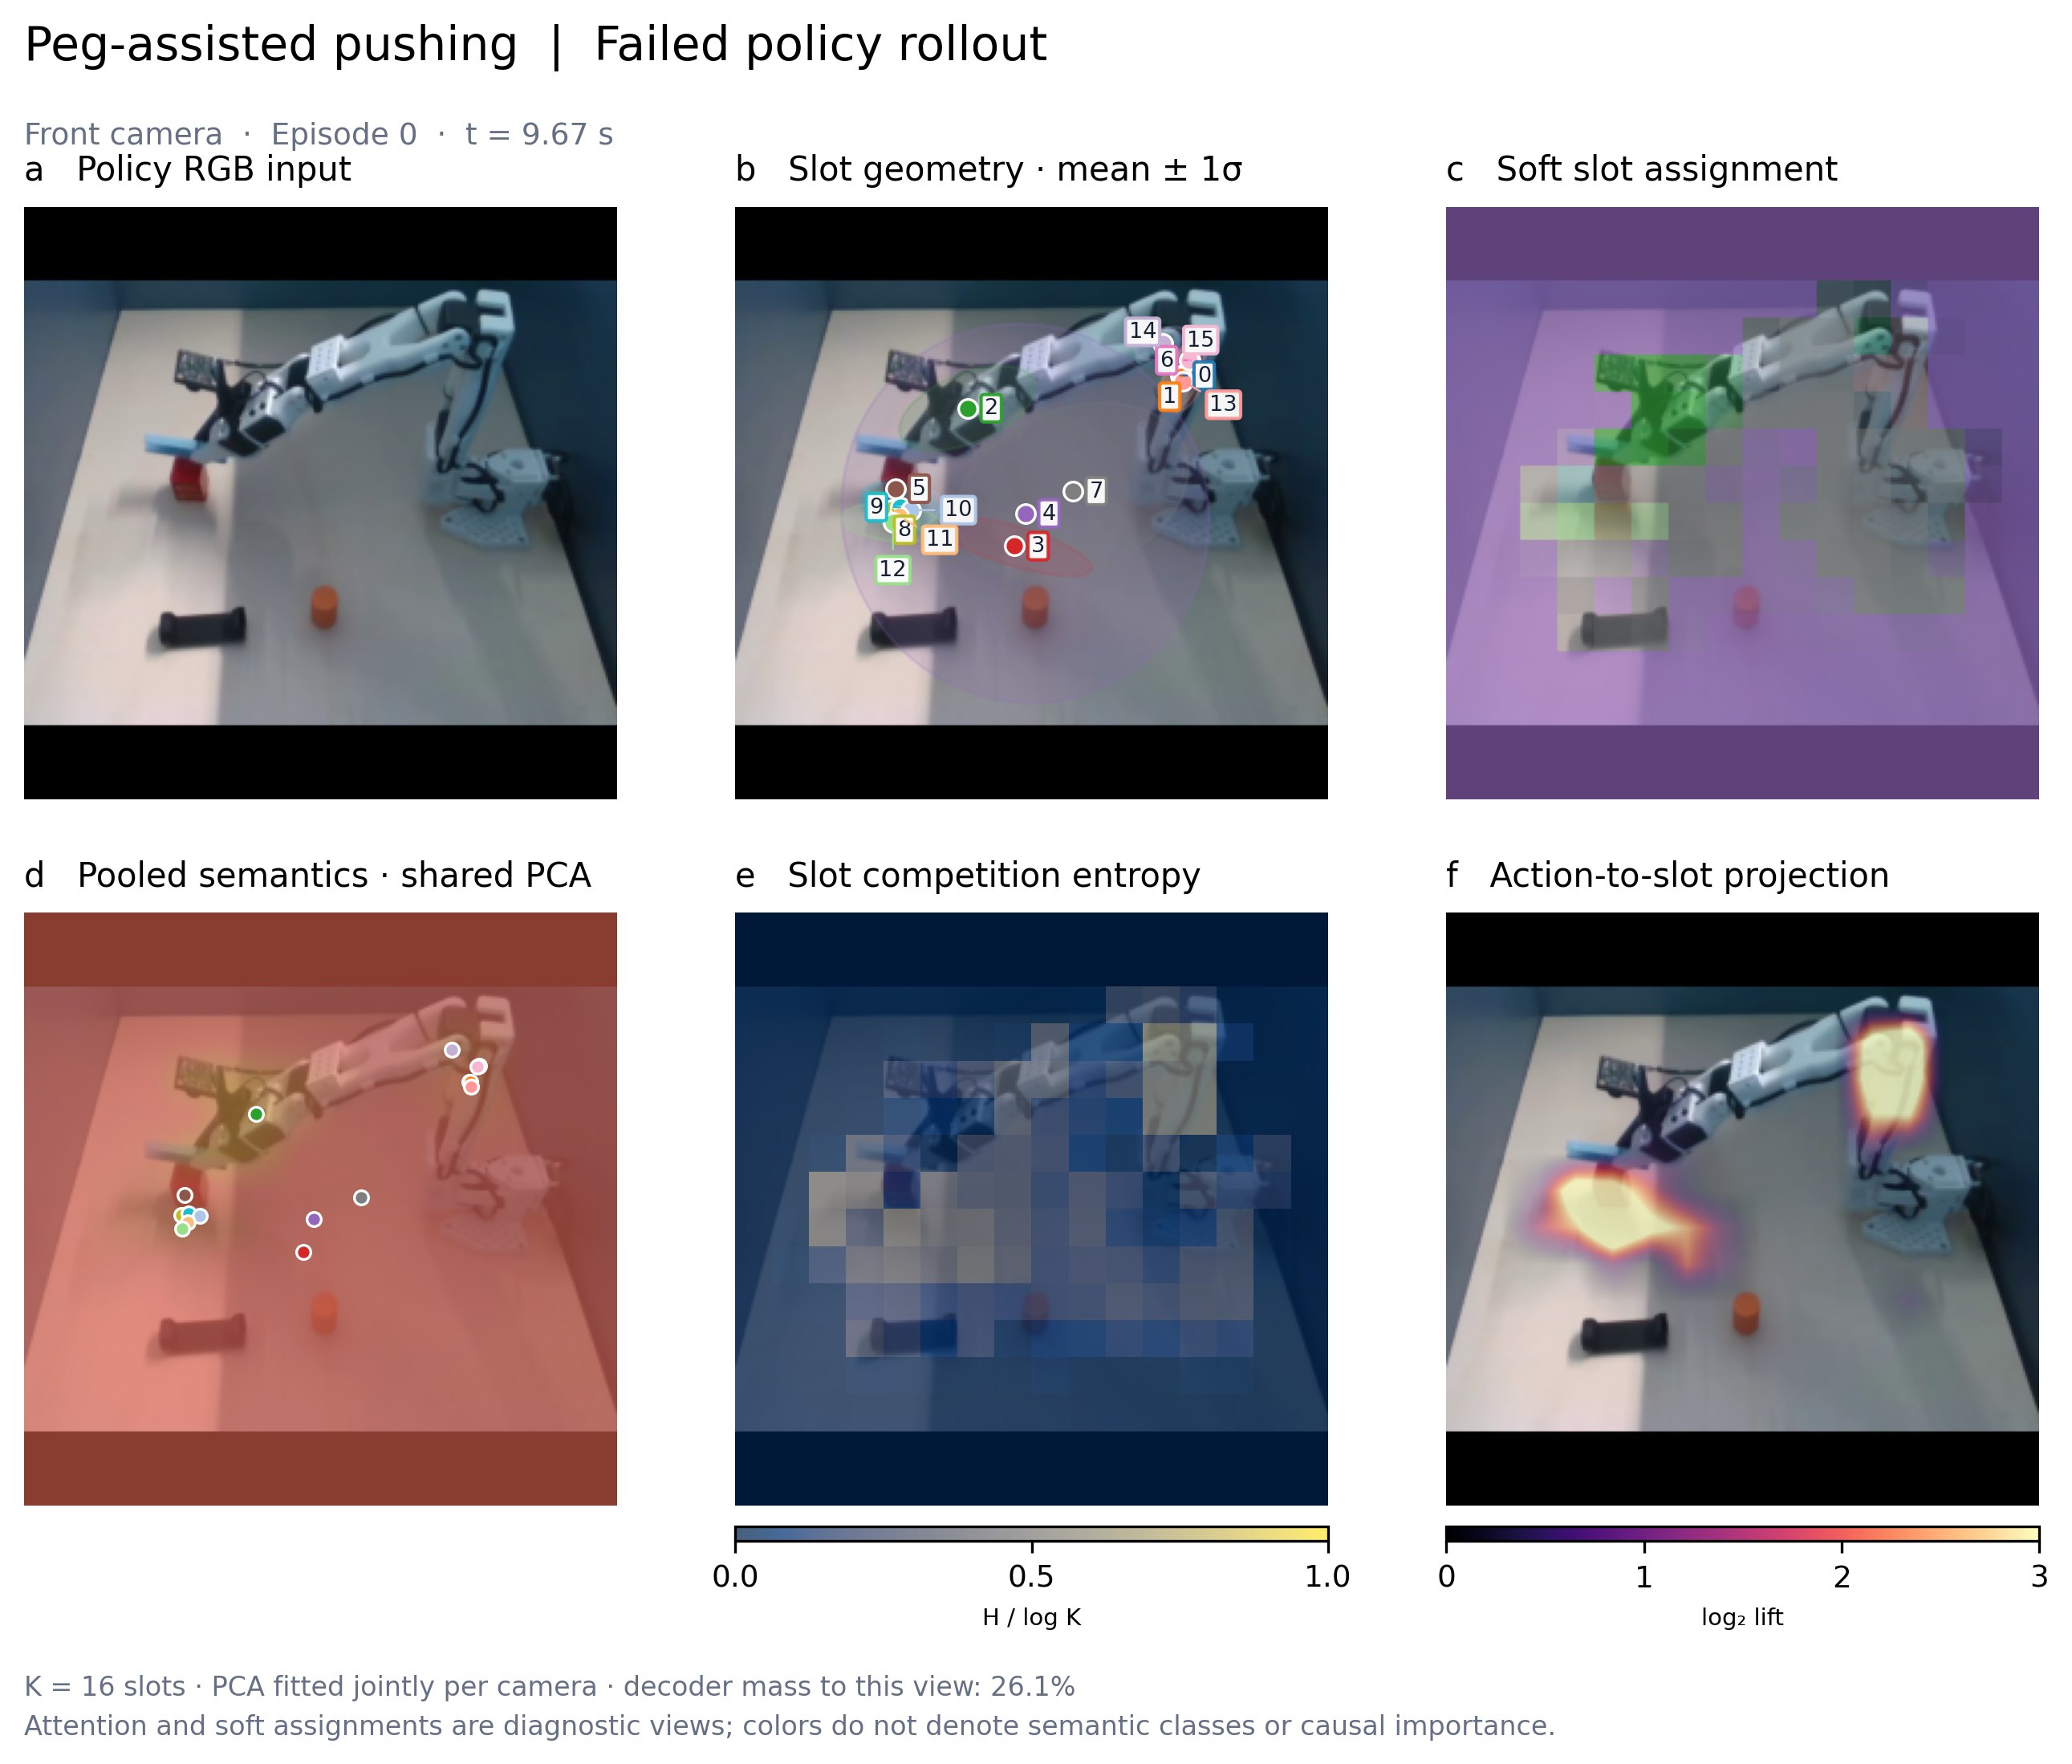 Peg-assisted pushing | Failed policy rollout
Front camera · Episode 0 · t = 9.67 s
a Policy RGB input
b Slot geometry · mean ± 1σ
c Soft slot assignment
14
15
6
0
1
13
2
5
7
9
10
4
8
11
3
12
d Pooled semantics · shared PCA
e Slot competition entropy
f Action-to-slot projection
0.0 0.5 1.0
H / log K
0 1 2 3
log₂ lift
K = 16 slots · PCA fitted jointly per camera · decoder mass to this view: 26.1%
Attention and soft assignments are diagnostic views; colors do not denote semantic classes or causal importance.